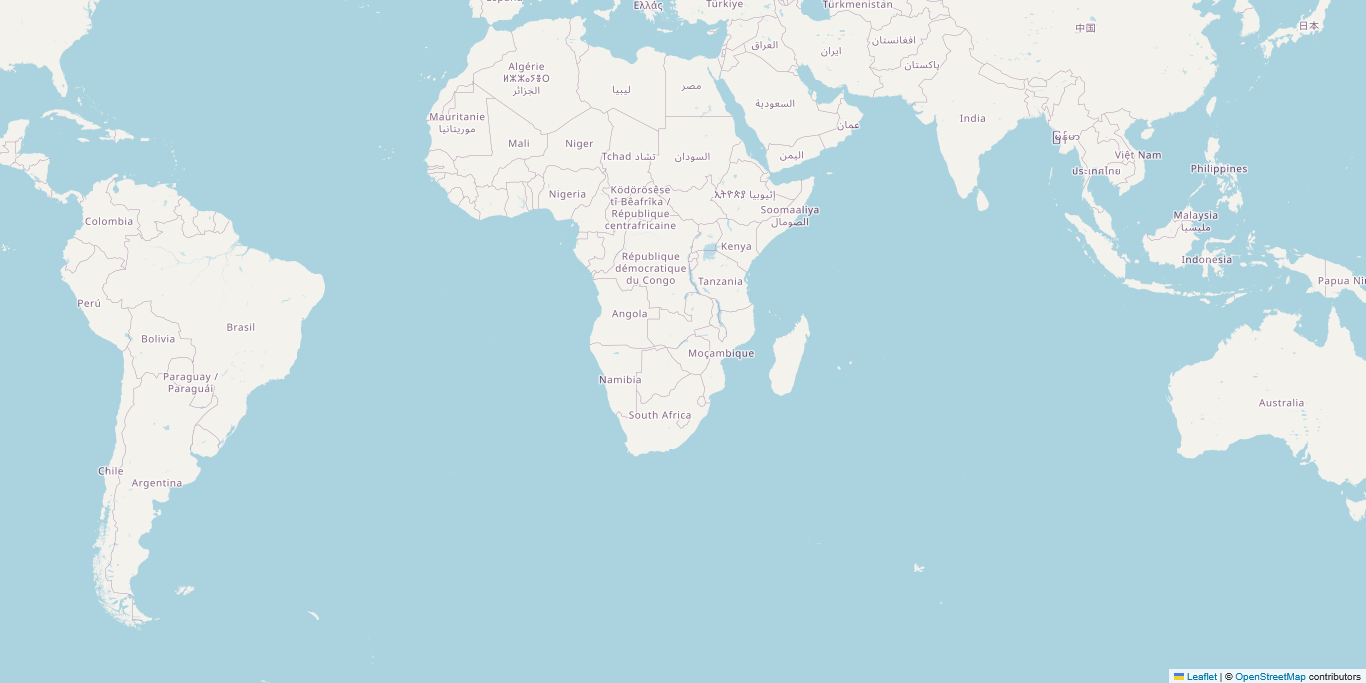 Ελλάς
Türkiye
Türkmenistan
中国
日本
العراق
ایران
افغانستان
پاکستان
Algérie
ⵍⵣⵣⴰⵢⴻⵔ
الجزائر
ليبيا
مصر
السعودية
Mauritanie
موريتانيا
Mali
Niger
Tchad تشاد
السودان
اليمن
عمان
India
Việt Nam
ประเทศไทย
Philippines
Nigeria
Ködörösêse
tî Bêafrîka /
République
centrafricaine
ኢትዮጵያ إثيوبيا
Soomaaliya
الصومال
Colombia
Kenya
Malaysia
مليسيا
Indonesia
République
démocratique
du Congo
Tanzania
Papua Ni
Perú
Angola
Brasil
Bolivia
Moçambique
Paraguay /
Paraguái
Namibia
South Africa
Australia
Chile
Argentina
Leaflet | © OpenStreetMap contributors